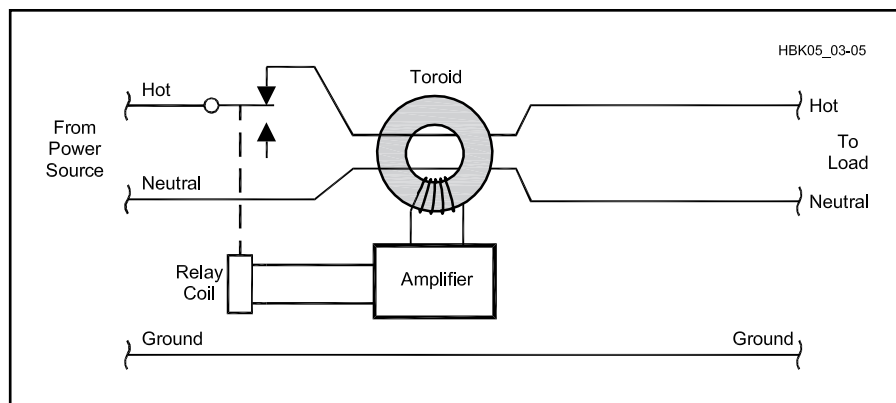 HBK05_03-05
Toroid
Hot
Hot
From
Power
Source
To
Load
Neutral
Neutral
Relay
Coil
Amplifier
Ground
Ground